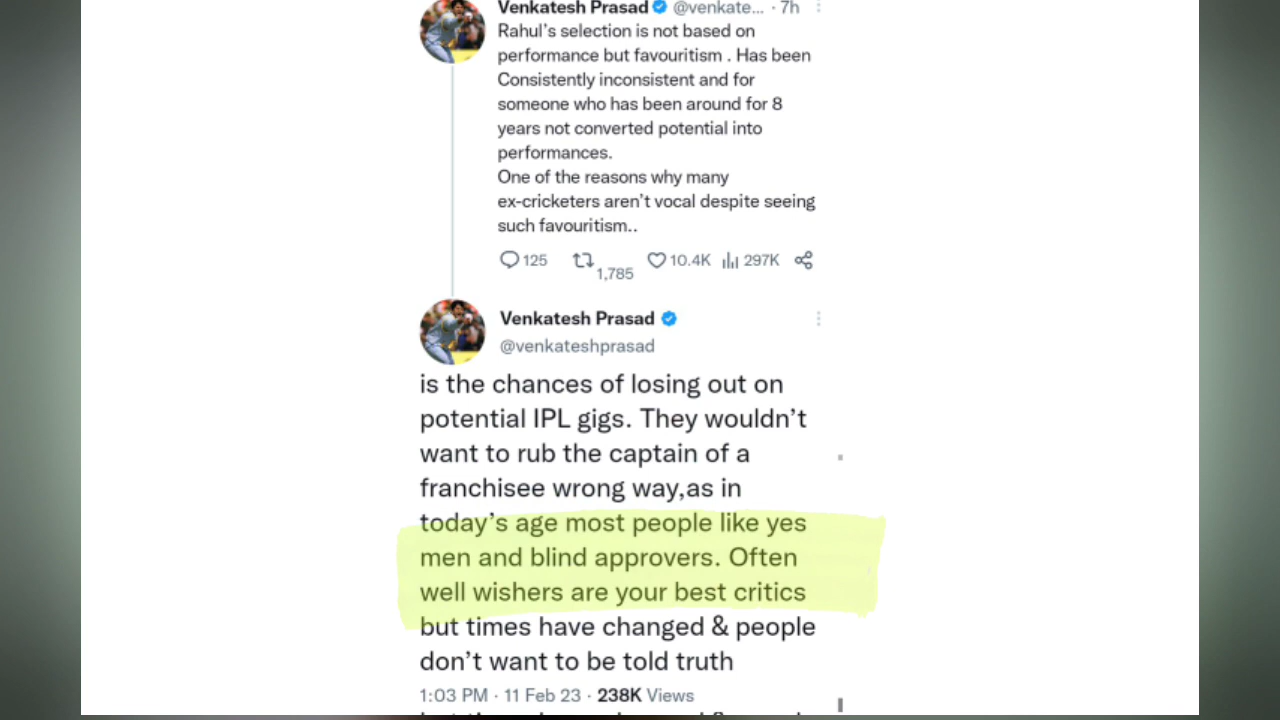 Venkatesh Prasad @venkate... · 7h
Rahul's selection is not based on
performance but favouritism . Has been
Consistently inconsistent and for
someone who has been around for 8
years not converted potential into
performances.
One of the reasons why many
ex-cricketers aren't vocal despite seeing
such favouritism..
125 1,785 10.4K 297K
Venkatesh Prasad
@venkateshprasad
is the chances of losing out on
potential IPL gigs. They wouldn't
want to rub the captain of a
franchisee wrong way,as in
today's age most people like yes
men and blind approvers. Often
well wishers are your best critics
but times have changed & people
don't want to be told truth
1:03 PM · 11 Feb 23 · 238K Views